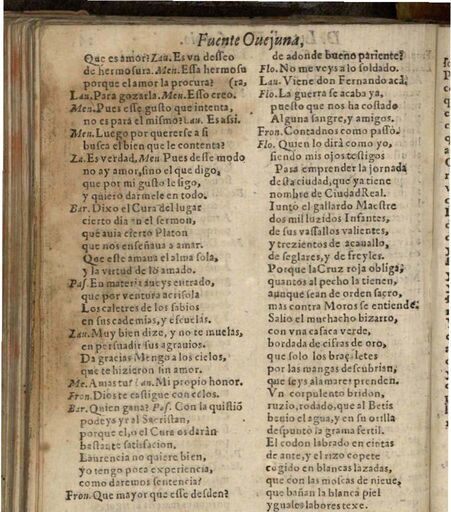 Fuente Ouejuna,
Que es amor? Lau. Es vn desseo
de hermosura. Men. Essa hermosu
porque el amor la procura? (ra,
Lau. Para gozarla. Men. Esso creo.
Men. Pues esse gusto que intenta,
no es para el mismo? Lau. Es assi.
Men. Luego por quererse a si
busca el bien que le contenta?
La. Es verdad, Men. Pues desse modo
no ay amor, sino el que digo,
que por mi gusto le sigo,
y quiero darmele en todo.
Bar. Dixo el Cura del lugar
cierto dia en el sermon,
que auia cierto Platon
que nos enseñaua a amar.
Que este amaua el alma sola,
y la virtud de lo amado.
Pas. En materia aueys entrado,
que por ventura acrisola
Los caletres de los sabios
en sus cademias, y escuelas.
Lau. Muy bien dize, y no te muelas,
en persuadir sus agrauios.
Da gracias Mengo a los cielos,
que te hizieron sin amor.
Me. Amas tu? Lau. Mi propio honor.
Fron. Dios te castigue con celos.
Bar. Quien gana? Pas. Con la quistiõ
podeys yr al Sacristan,
porque el, o el Cura os daràn
bastante satisfacion.
Laurencia no quiere bien,
yo tengo poca experiencia,
como daremos sentencia?
Fron. Que mayor que esse desden?
de adonde bueno pariente?
Flo. No me veys a lo soldado.
Lau. Viene don Fernando acà,
Flo. La guerra se acaba ya,
puesto que nos ha costado
Alguna sangre, y amigos.
Fron. Contadnos como passò.
Flo. Quien lo dirà como yo,
siendo mis ojos testigos
Para emprender la jornada
desta ciudad, que ya tiene
nombre de Ciudad Real.
Iunto el gallardo Maestre
dos mil luzidos Infantes,
de sus vassallos valientes,
y trezientos de acauallo,
de seglares, y de freyles.
Porque la Cruz roja obliga,
quantos al pecho la tienen,
aunque sean de orden sacro,
mas contra Moros se entiende.
Salio el muchacho bizarro,
con vna casaca verde,
bordada de cifras de oro,
que solo los braçaletes
por las mangas descubrian,
que seys alamares prenden.
Vn corpulento bridon,
ruzio, rodado, que al Betis
beuio el agua, y en su orilla
despuntò la grama fertil.
El codon labrado en cintas
de ante, y el rizo copete
cogido en blancas lazadas,
que con las moscas de nieue,
que bañan la blanca piel
yguales labores texe.